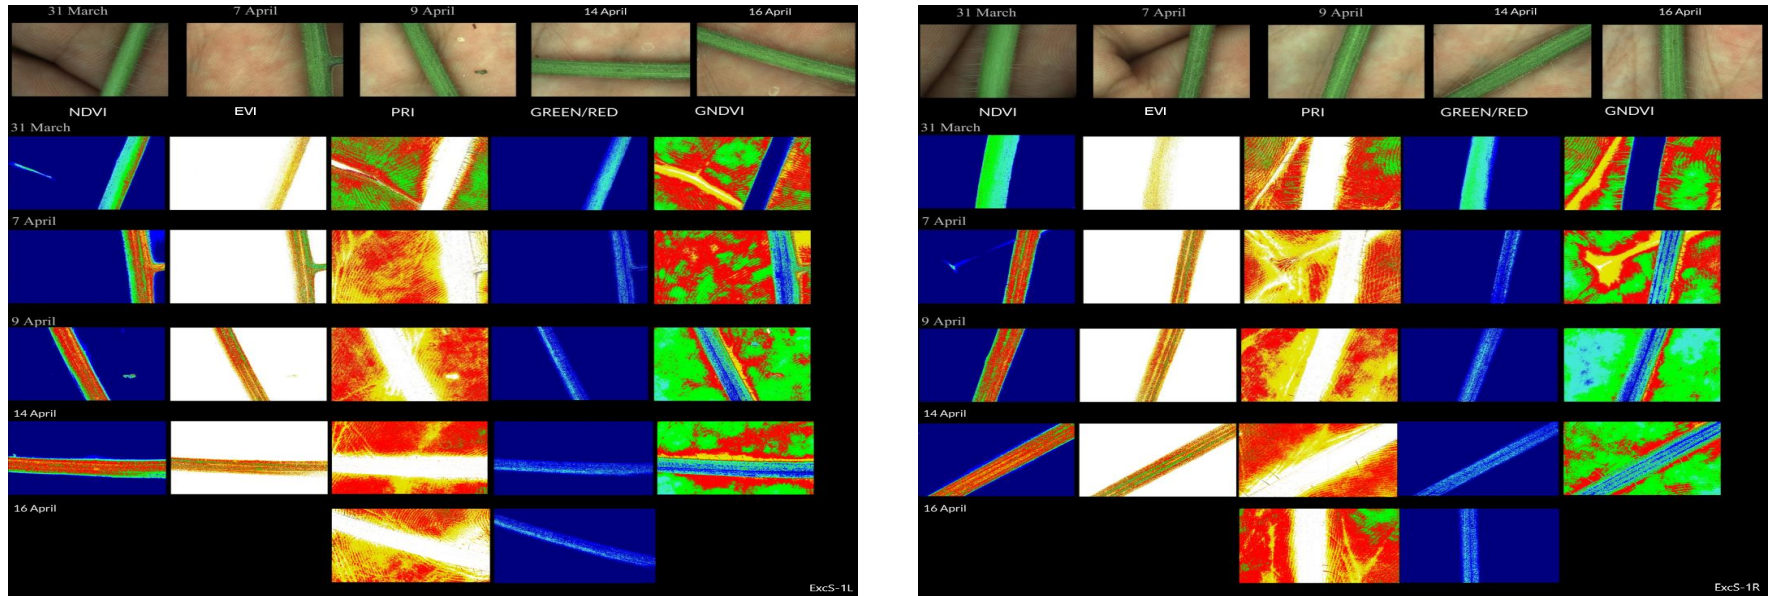 31 March 7 April 9 April 14 April 16 April
NDVI EVI PRI GREEN/RED GNDVI
31 March
7 April
9 April
14 April
16 April
ExcS-1L
31 March 7 April 9 April 14 April 16 April
NDVI EVI PRI GREEN/RED GNDVI
31 March
7 April
9 April
14 April
16 April
ExcS-1R